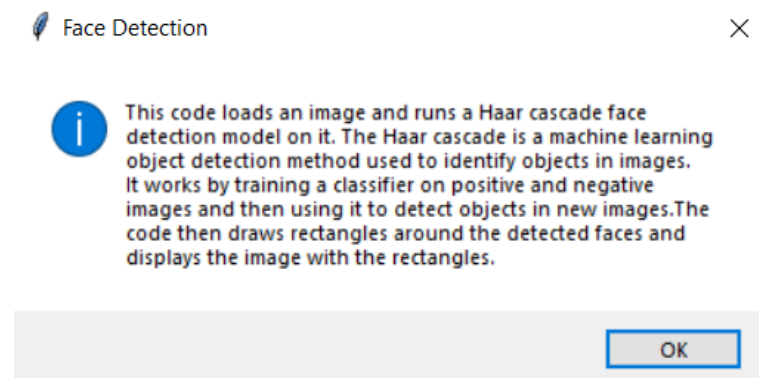 Face Detection
This code loads an image and runs a Haar cascade face
detection model on it. The Haar cascade is a machine learning
object detection method used to identify objects in images.
It works by training a classifier on positive and negative
images and then using it to detect objects in new images.The
code then draws rectangles around the detected faces and
displays the image with the rectangles.
OK